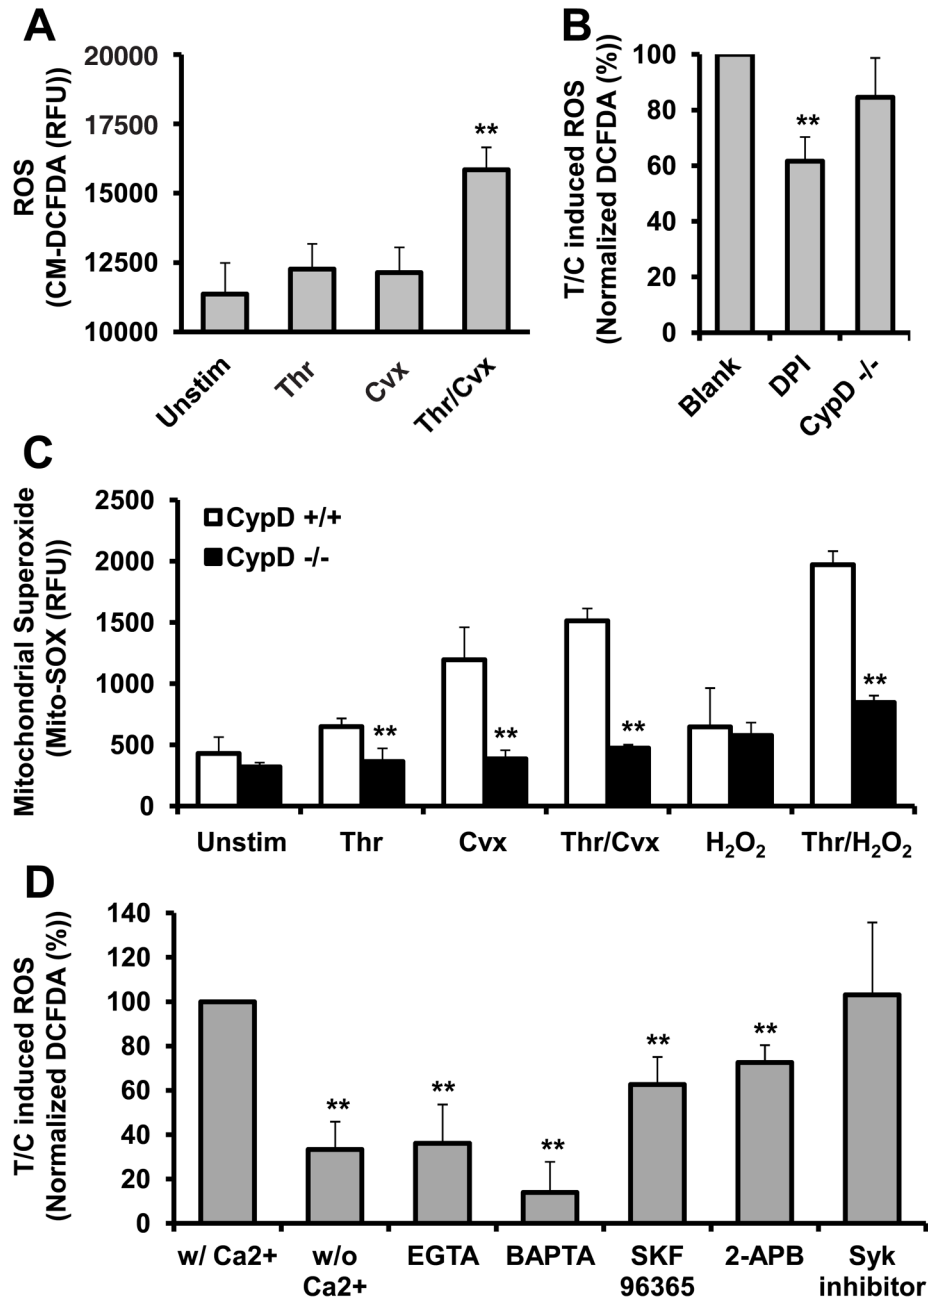 A
ROS
(CM-DCFDA (RFU))
20000
17500
15000
12500
10000
**
Unstim
Thr
Cvx
Thr/Cvx
B
T/C induced ROS
(Normalized DCFDA (%))
100
80
60
40
20
0
**
Blank
DPI
CypD -/-
C
Mitochondrial Superoxide
(Mito-SOX (RFU))
2500
2000
1500
1000
500
0
CypD +/+
CypD -/-
**
**
**
**
Unstim
Thr
Cvx
Thr/Cvx
H₂O₂
Thr/H₂O₂
D
T/C induced ROS
(Normalized DCFDA (%))
140
120
100
80
60
40
20
0
**
**
**
**
**
w/ Ca2+
w/o
Ca2+
EGTA
BAPTA
SKF
96365
2-APB
Syk
inhibitor